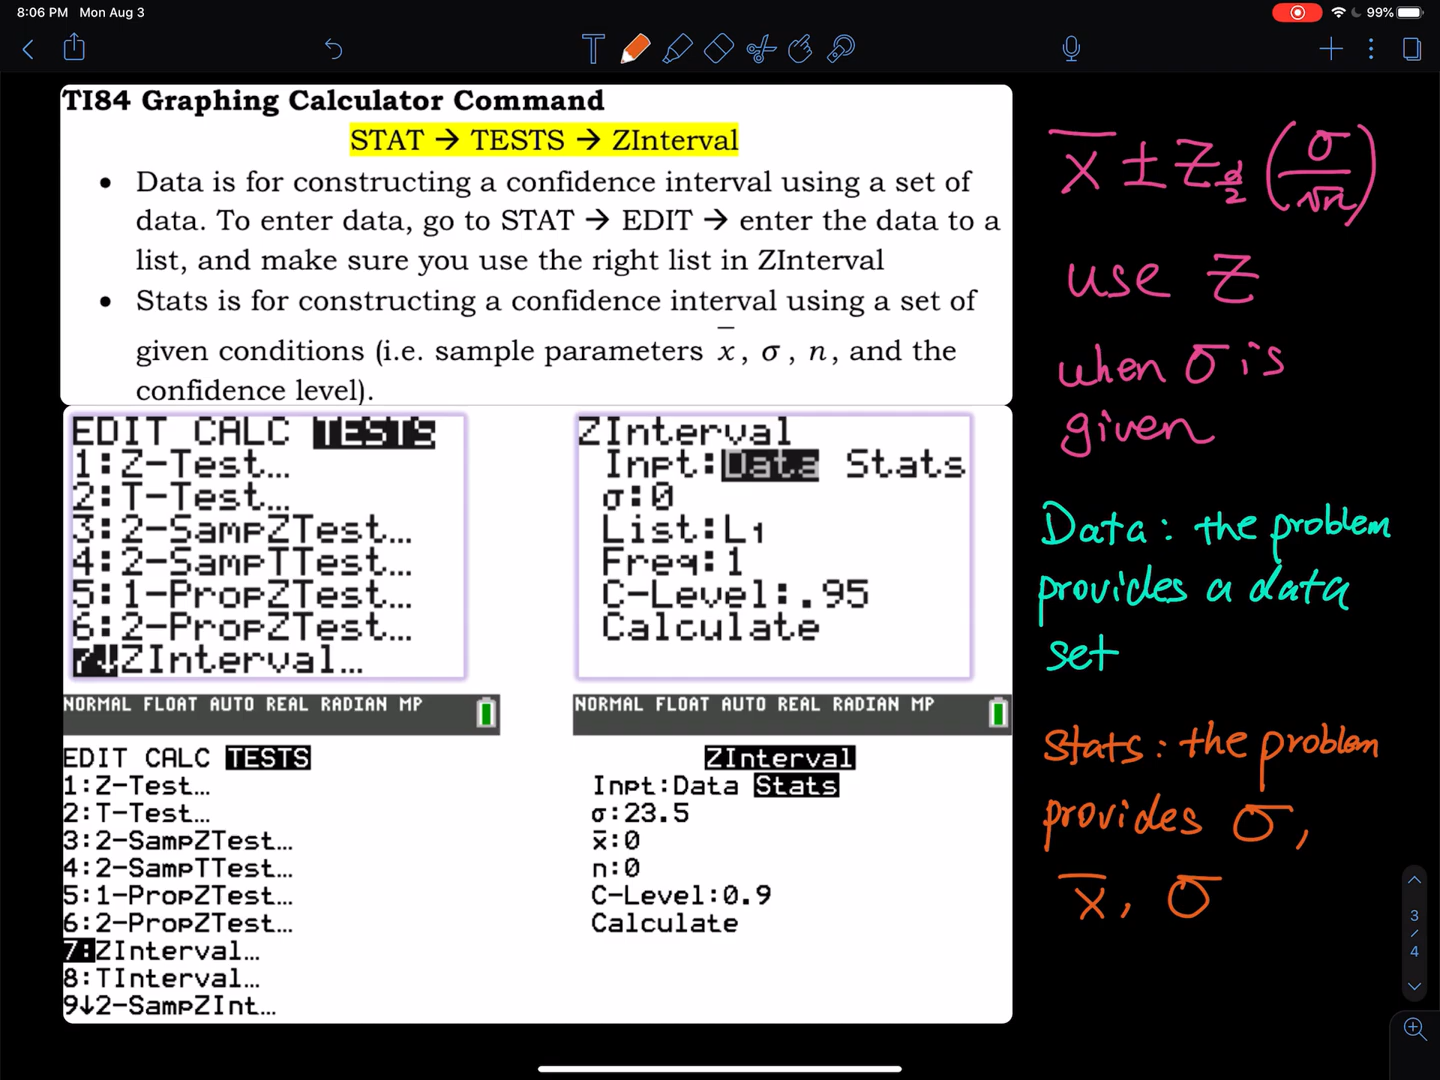 8:06 PM Mon Aug 3
99%
TI84 Graphing Calculator Command
STAT → TESTS → ZInterval
• Data is for constructing a confidence interval using a set of
data. To enter data, go to STAT → EDIT → enter the data to a
list, and make sure you use the right list in ZInterval
• Stats is for constructing a confidence interval using a set of
given conditions (i.e. sample parameters x̄, σ, n, and the
confidence level).
EDIT CALC TESTS
1:Z-Test…
2:T-Test…
3:2-SampZTest…
4:2-SampTTest…
5:1-PropZTest…
6:2-PropZTest…
7↓ZInterval…
ZInterval
Inpt:Data Stats
σ:0
List:L₁
Freq:1
C-Level:.95
Calculate
NORMAL FLOAT AUTO REAL RADIAN MP
EDIT CALC TESTS
1:Z-Test…
2:T-Test…
3:2-SampZTest…
4:2-SampTTest…
5:1-PropZTest…
6:2-PropZTest…
7:ZInterval…
8:TInterval…
9↓2-SampZInt…
NORMAL FLOAT AUTO REAL RADIAN MP
ZInterval
Inpt:Data Stats
σ:23.5
x̄:0
n:0
C-Level:0.9
Calculate
x̄ ± Z_{α/2} (σ/√n)
use Z
when σ is
given
Data: the problem
provides a data
set
Stats: the problem
provides σ,
x̄, σ
3
/
4